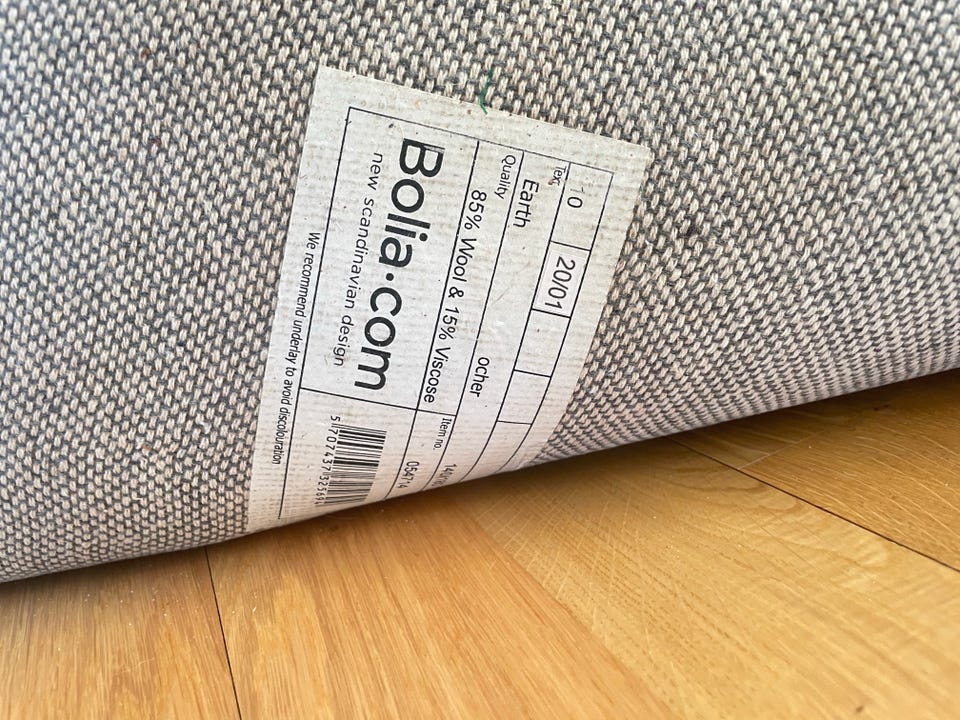 Tex. 10 20/01
Earth ocher
Quality
85% Wool & 15% Viscose
Item no.
05474
Bolia.com
new scandinavian design
We recommend underlay to avoid discolouration